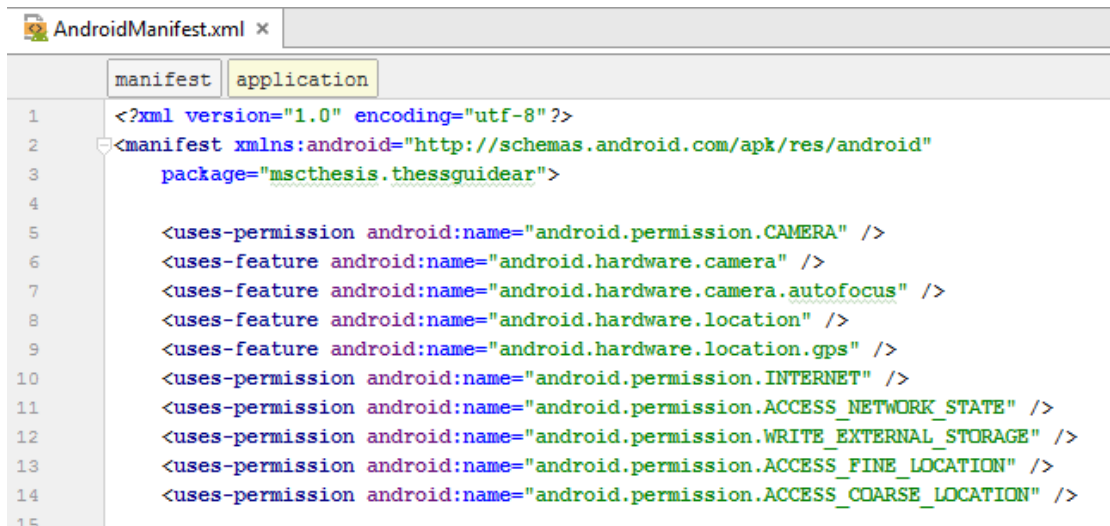 AndroidManifest.xml ×
manifest application
1 <?xml version="1.0" encoding="utf-8"?>
2 <manifest xmlns:android="http://schemas.android.com/apk/res/android"
3 package="mscthesis.thessguidear">
4
5 <uses-permission android:name="android.permission.CAMERA" />
6 <uses-feature android:name="android.hardware.camera" />
7 <uses-feature android:name="android.hardware.camera.autofocus" />
8 <uses-feature android:name="android.hardware.location" />
9 <uses-feature android:name="android.hardware.location.gps" />
10 <uses-permission android:name="android.permission.INTERNET" />
11 <uses-permission android:name="android.permission.ACCESS_NETWORK_STATE" />
12 <uses-permission android:name="android.permission.WRITE_EXTERNAL_STORAGE" />
13 <uses-permission android:name="android.permission.ACCESS_FINE_LOCATION" />
14 <uses-permission android:name="android.permission.ACCESS_COARSE_LOCATION" />
15